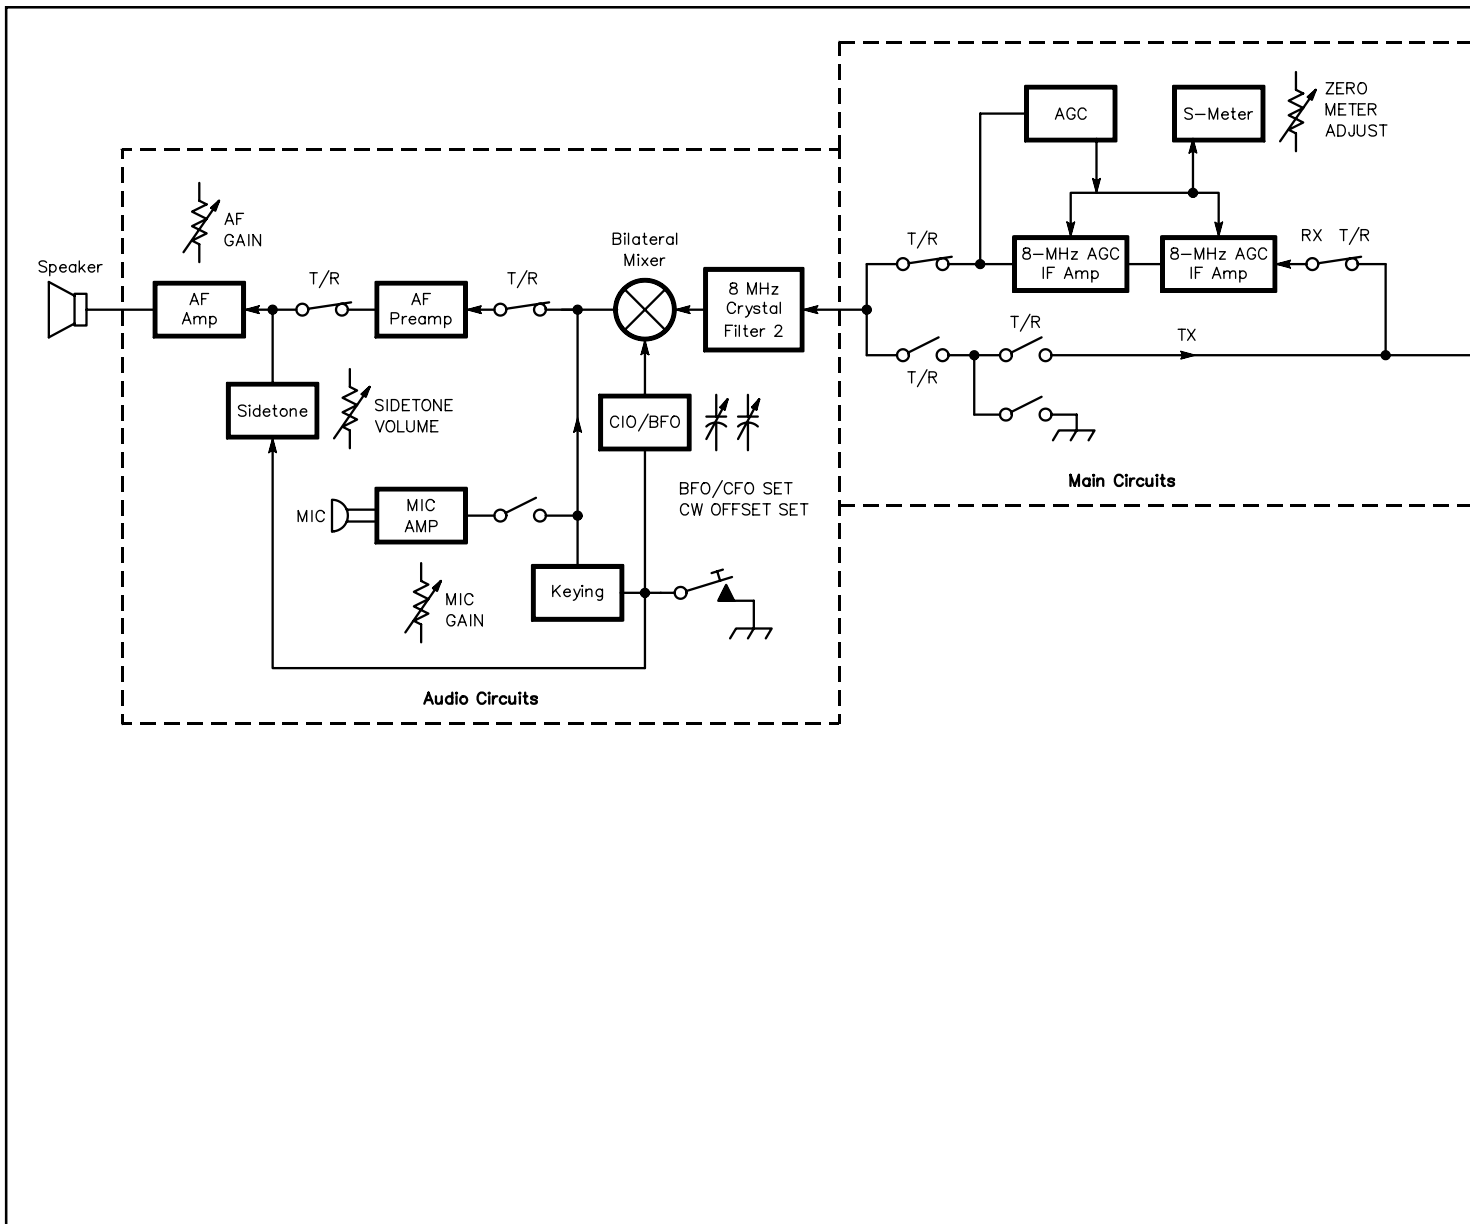 AGC
S-Meter
ZERO
METER
ADJUST
AF
GAIN
Bilateral
Mixer
T/R
8-MHz AGC
IF Amp
8-MHz AGC
IF Amp
RX T/R
Speaker
T/R
T/R
AF
Amp
AF
Preamp
8 MHz
Crystal
Filter 2
T/R
TX
T/R
Sidetone
SIDETONE
VOLUME
CIO/BFO
Main Circuits
BFO/CFO SET
CW OFFSET SET
MIC
MIC
AMP
Keying
MIC
GAIN
Audio Circuits